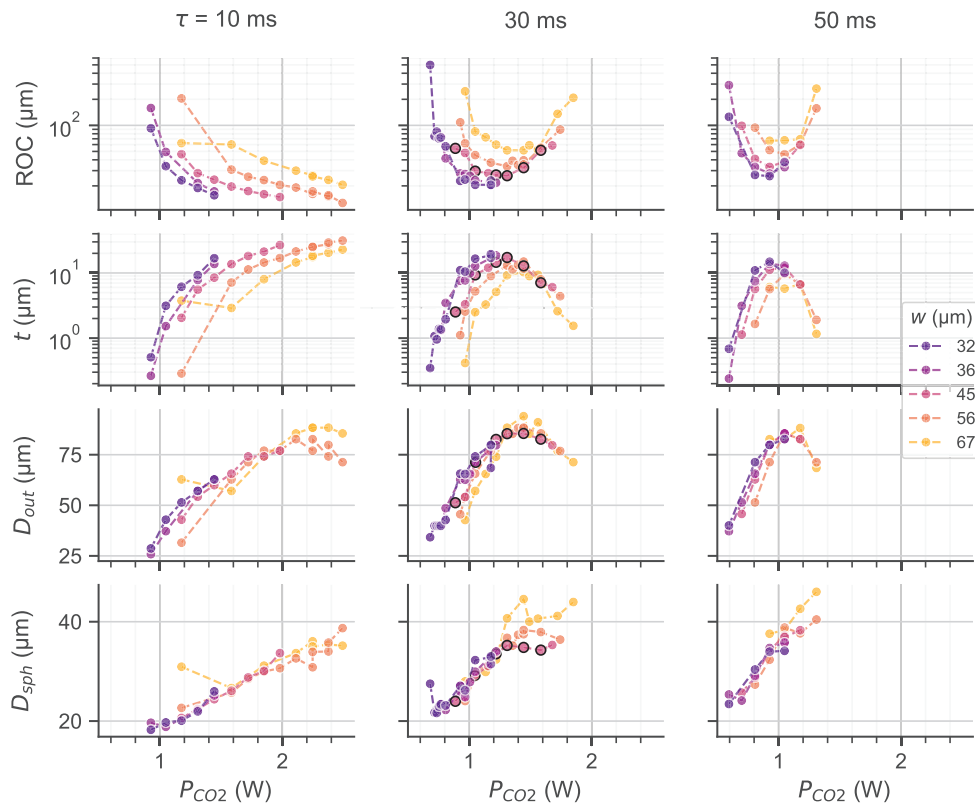 τ = 10 ms 30 ms 50 ms
ROC (μm)
10²
t (μm)
10¹
10⁰
w (μm)
32
36
45
56
67
D_out (μm)
75
50
25
D_sph (μm)
40
20
1 2 1 2 1 2
P_CO2 (W) P_CO2 (W) P_CO2 (W)